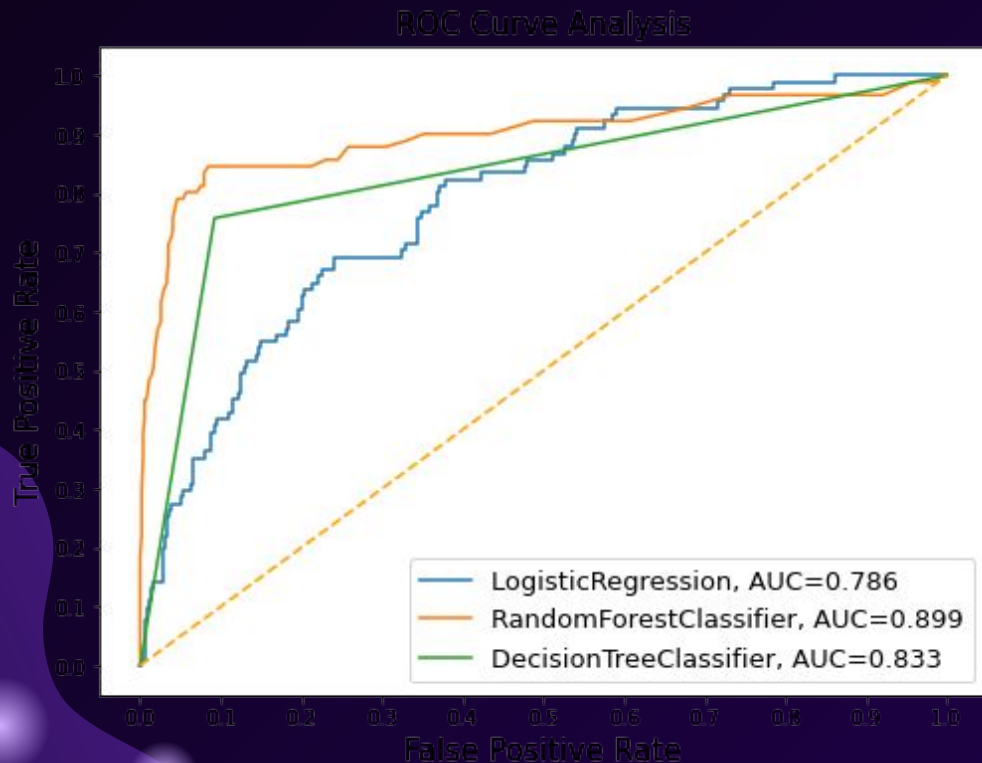 ROC Curve Analysis
True Positive Rate
1.0
0.9
0.8
0.7
0.6
0.5
0.4
0.3
0.2
0.1
0.0
LogisticRegression, AUC=0.786
RandomForestClassifier, AUC=0.899
DecisionTreeClassifier, AUC=0.833
0.0 0.1 0.2 0.3 0.4 0.5 0.6 0.7 0.8 0.9 1.0
False Positive Rate